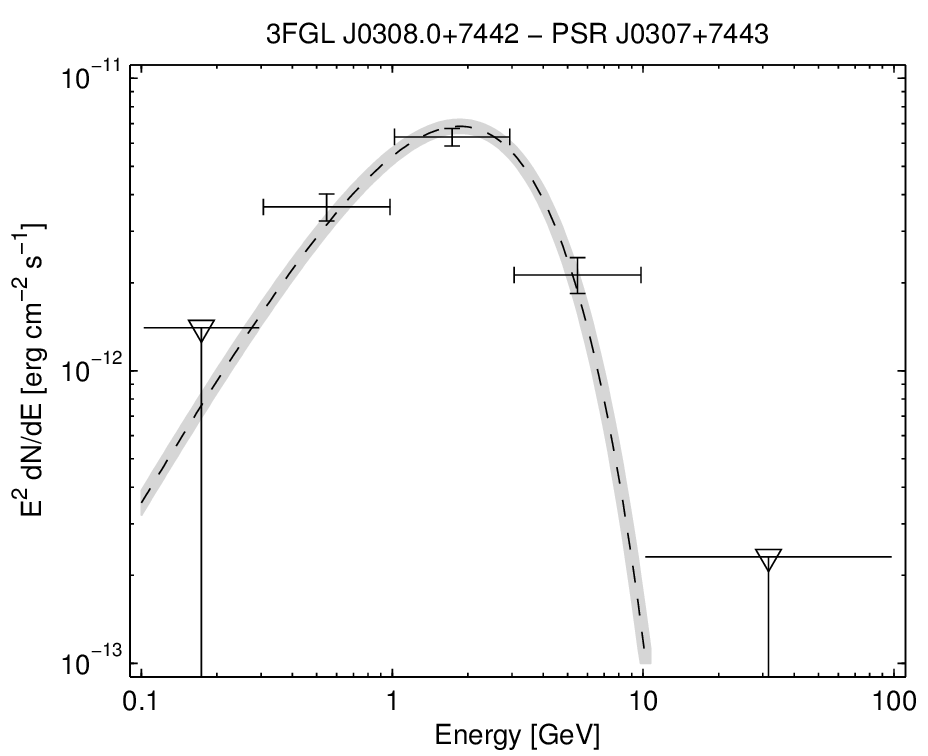 3FGL J0308.0+7442 − PSR J0307+7443
10⁻¹¹
10⁻¹²
10⁻¹³
E² dN/dE [erg cm⁻² s⁻¹]
0.1 1 10 100
Energy [GeV]